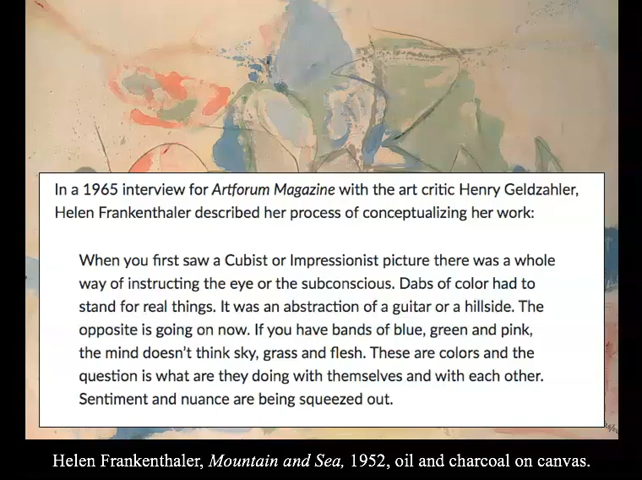 In a 1965 interview for Artforum Magazine with the art critic Henry Geldzahler,
Helen Frankenthaler described her process of conceptualizing her work:
When you first saw a Cubist or Impressionist picture there was a whole
way of instructing the eye or the subconscious. Dabs of color had to
stand for real things. It was an abstraction of a guitar or a hillside. The
opposite is going on now. If you have bands of blue, green and pink,
the mind doesn't think sky, grass and flesh. These are colors and the
question is what are they doing with themselves and with each other.
Sentiment and nuance are being squeezed out.
Helen Frankenthaler, Mountain and Sea, 1952, oil and charcoal on canvas.